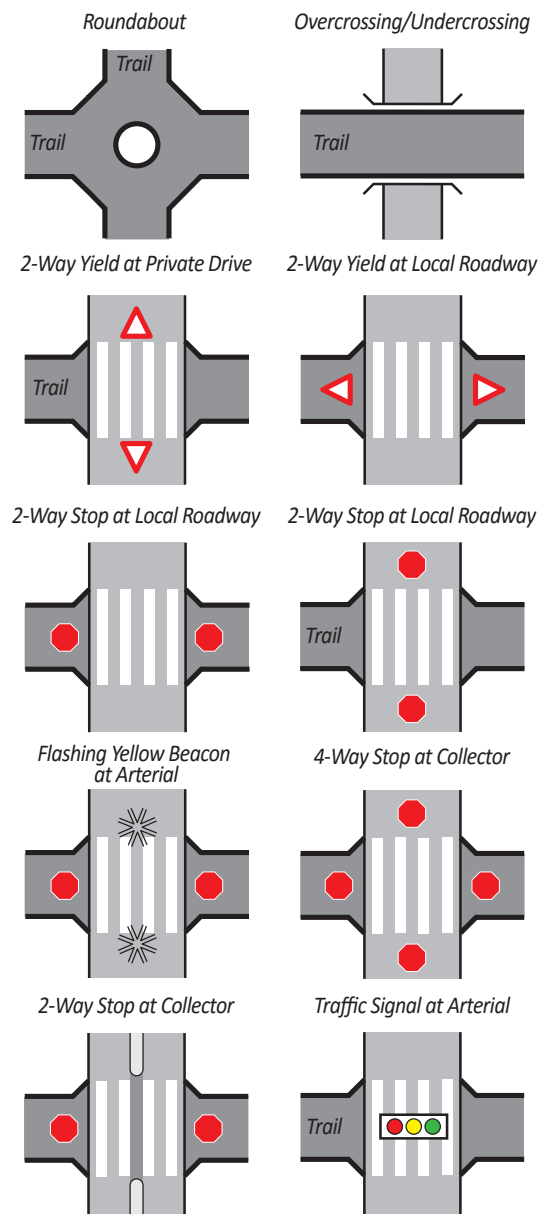 Roundabout
Overcrossing/Undercrossing
Trail
Trail
Trail
2-Way Yield at Private Drive
2-Way Yield at Local Roadway
Trail
2-Way Stop at Local Roadway
2-Way Stop at Local Roadway
Trail
Flashing Yellow Beacon
at Arterial
4-Way Stop at Collector
2-Way Stop at Collector
Traffic Signal at Arterial
Trail